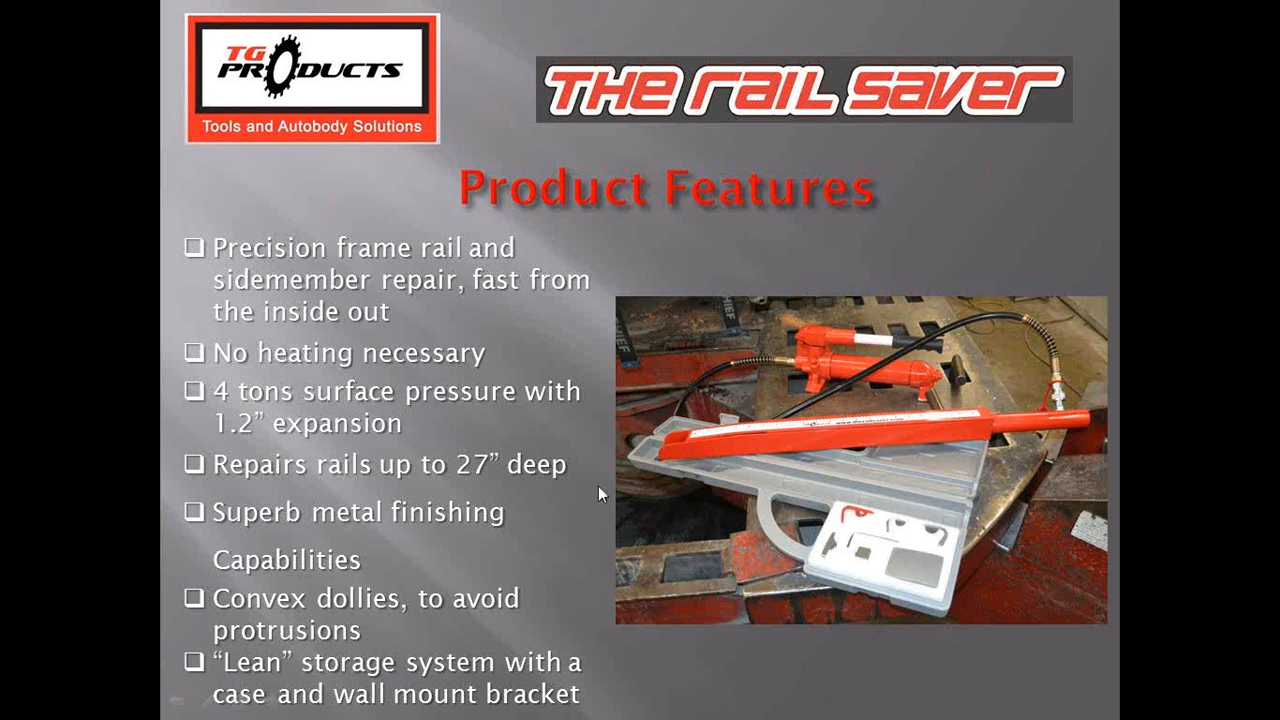 TG
PRODUCTS
Tools and Autobody Solutions
THE RAIL SAVER
Product Features
Precision frame rail and
sidemember repair, fast from
the inside out
No heating necessary
4 tons surface pressure with
1.2” expansion
Repairs rails up to 27” deep
Superb metal finishing
Capabilities
Convex dollies, to avoid
protrusions
“Lean” storage system with a
case and wall mount bracket
CHIEF